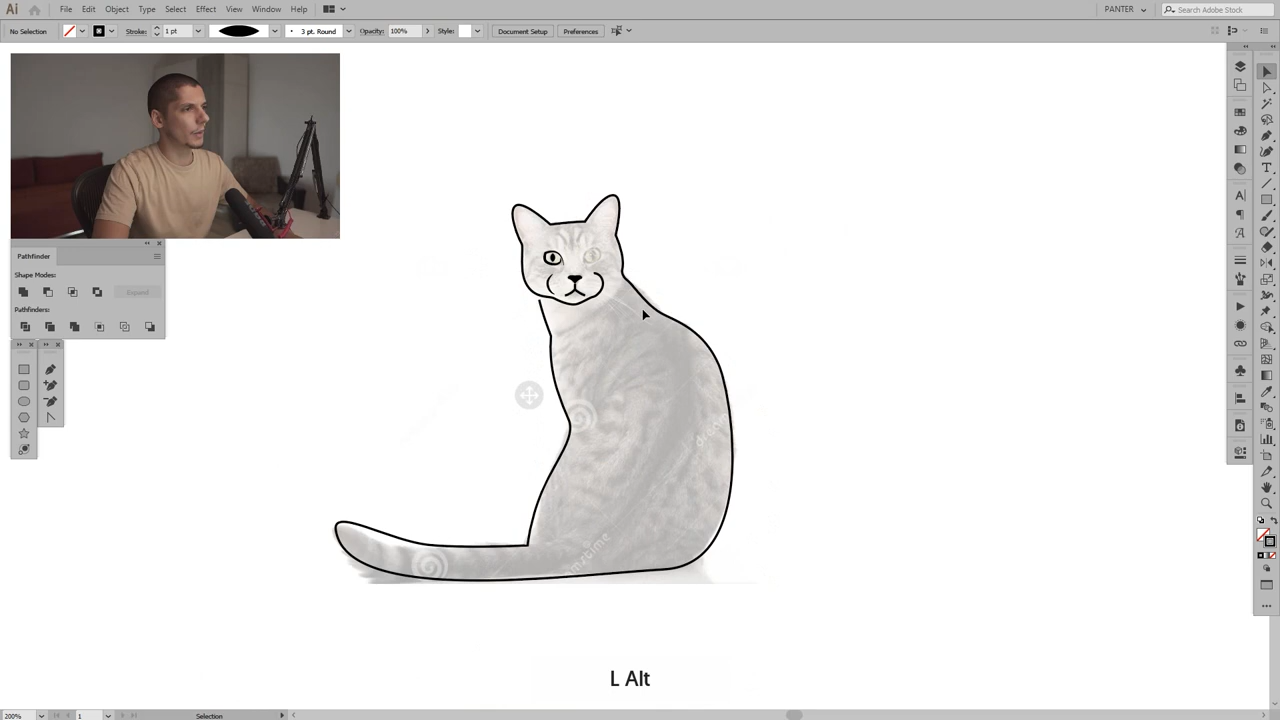 Ai File Edit Object Type Select Effect View Window Help PANTER Search Adobe Stock
No Selection Stroke: 1 pt 3 pt. Round Opacity: 100% Style: Document Setup Preferences
Pathfinder
Shape Modes:
Expand
Pathfinders:
L Alt
200% 1 Selection